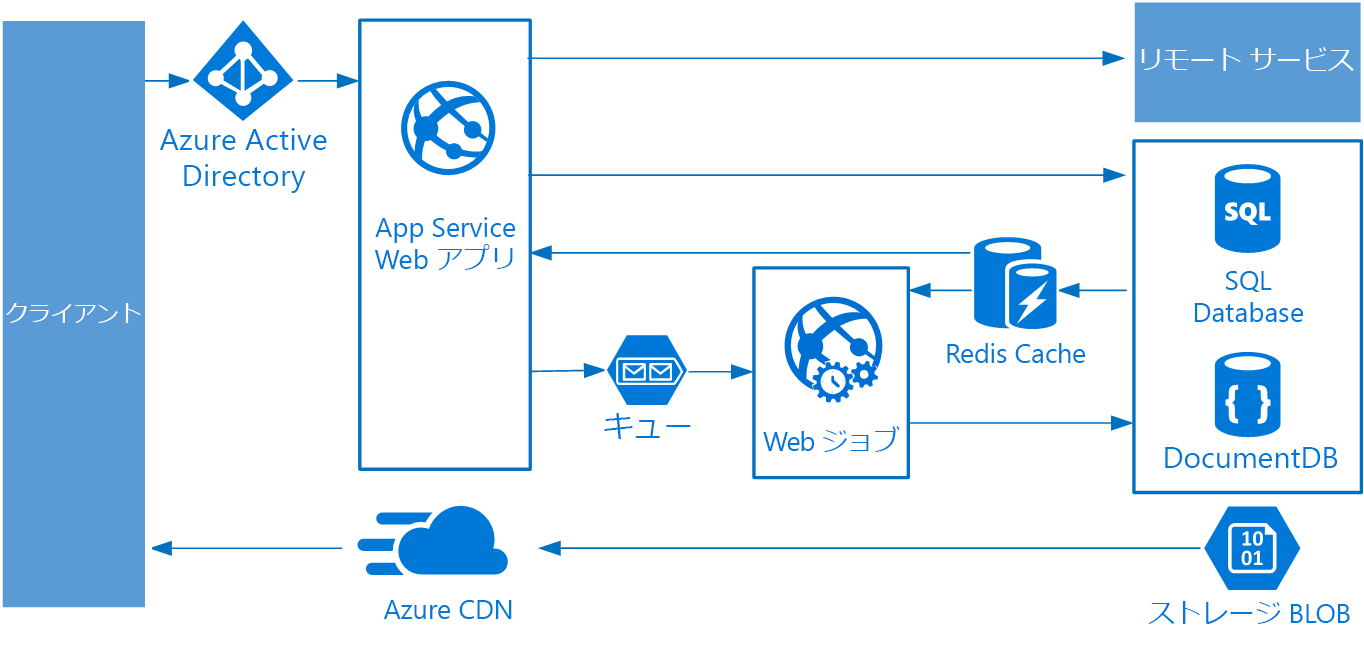 クライアント
Azure Active
Directory
App Service
Web アプリ
リモート サービス
SQL
SQL
Database
{ }
DocumentDB
Redis Cache
キュー
Web ジョブ
Azure CDN
10
01
ストレージ BLOB